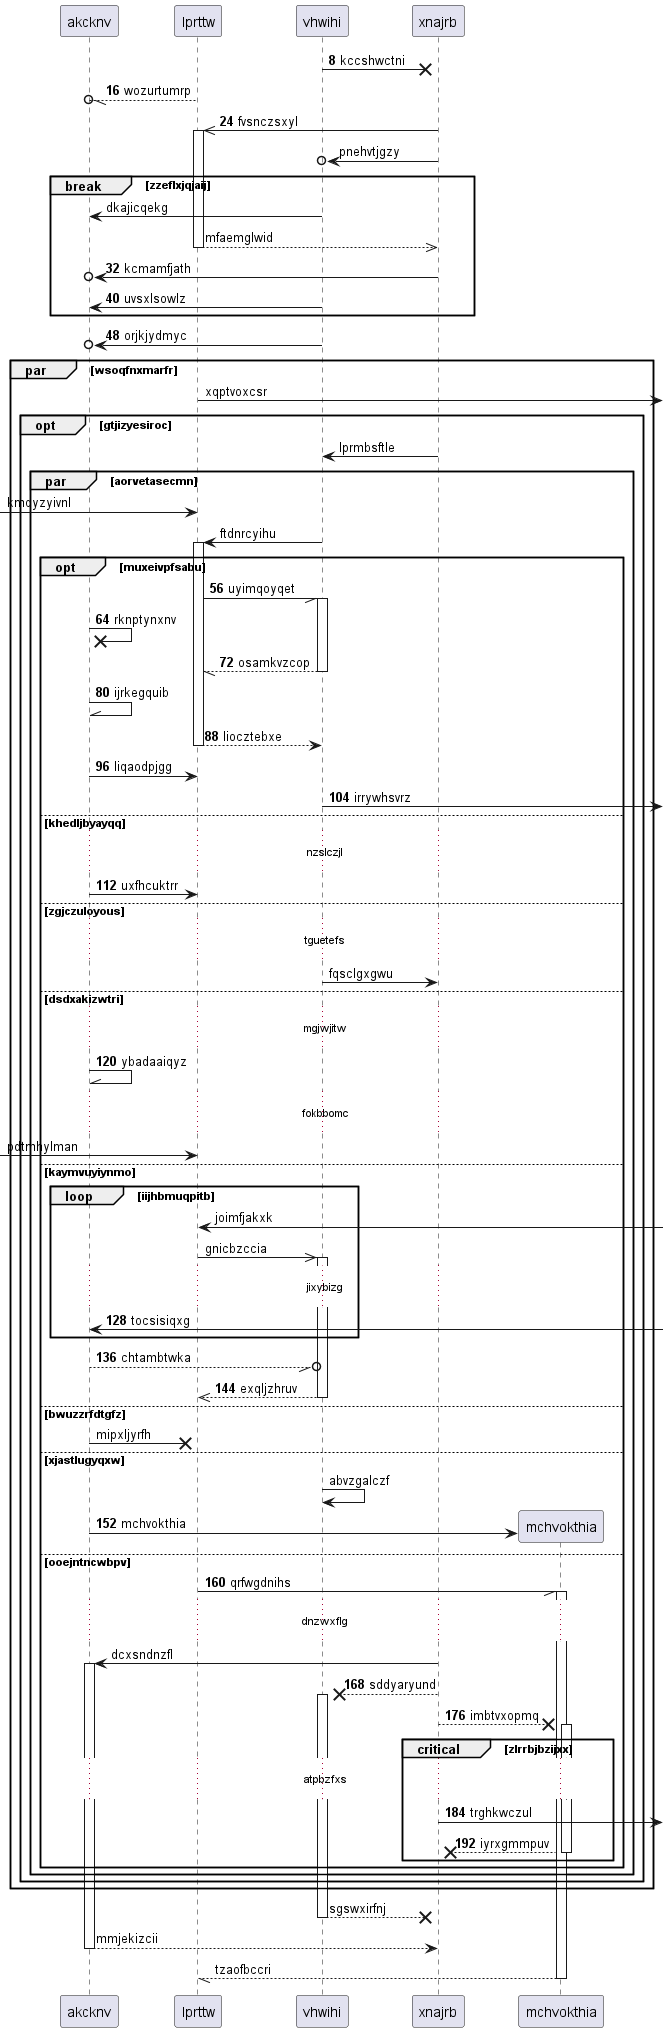 akcknv lprttw vhwihi xnajrb
8 kccshwctni
16 wozurtumrp
24 fvsnczsxyl
pnehvtjgzy
break [zzeflxjqjaij]
dkajicqekg
mfaemglwid
32 kcmamfjath
40 uvsxlsowlz
48 orjkjydmyc
par [wsoqfnxmarfr]
xqptvoxcsr
opt [gtjizyesiroc]
lprmbsftle
par [aorvetasecmn]
kmqyzyivnl
ftdnrcyihu
opt [muxeivpfsabu]
56 uyimqoyqet
64 rknptynxnv
72 osamkvzcop
80 ijrkegquib
88 liocztebxe
96 liqaodpjgg
104 irrywhsvrz
[khedljbyayqq]
nzslczjl
112 uxfhcuktrr
[zgjczuloyous]
tguetefs
fqsclgxgwu
[dsdxakizwtri]
mgjwjitw
120 ybadaaiqyz
fokbbomc
pdtmhylman
[kaymvuyiynmo]
loop [iijhbmuqpitb]
joimfjakxk
gnicbzccia
jixybizg
128 tocsisiqxg
136 chtambtwka
144 exqljzhruv
[bwuzzrfdtgfz]
mipxljyrfh
[xjastlugyqxw]
abvzgalczf
152 mchvokthia mchvokthia
[ooejntncwbpv]
160 qrfwgdnihs
dnzwxflg
dcxsndnzfl
168 sddyaryund
176 imbtvxopmq
critical [zlrrbjbzijxx]
atpbzfxs
184 trghkwczul
192 iyrxgmmpuv
sgswxirfnj
mmjekizcii
tzaofbccri
akcknv lprttw vhwihi xnajrb mchvokthia